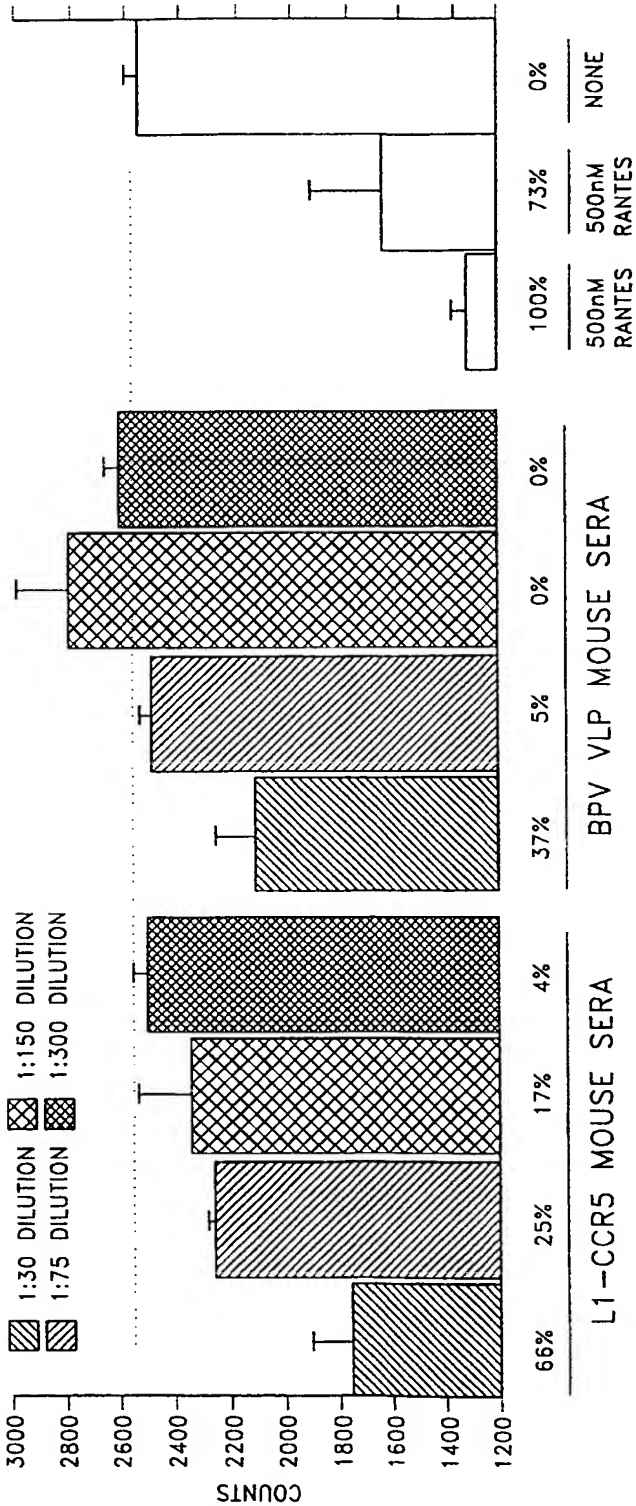 1:30 DILUTION
1:75 DILUTION
1:150 DILUTION
1:300 DILUTION
3000
2800
2600
2400
2200
2000
1800
1600
1400
1200
COUNTS
66%
25%
17%
4%
37%
5%
0%
0%
100%
73%
0%
L1-CCR5 MOUSE SERA
BPV VLP MOUSE SERA
500nM
RANTES
500nM
RANTES
NONE